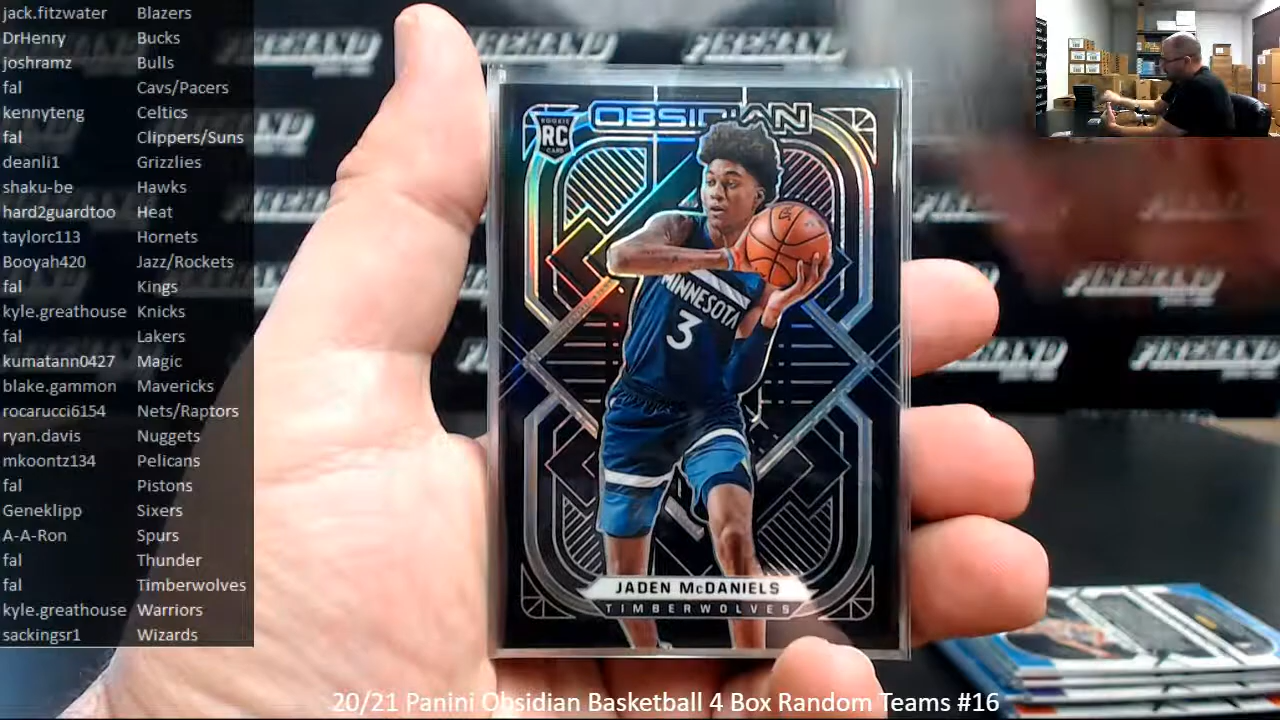 jack.fitzwater Blazers
DrHenry Bucks
joshramz Bulls
fal Cavs/Pacers
kennyteng Celtics
fal Clippers/Suns
deanli1 Grizzlies
shaku-be Hawks
hard2guardtoo Heat
taylorc113 Hornets
Booyah420 Jazz/Rockets
fal Kings
kyle.greathouse Knicks
fal Lakers
kumatann0427 Magic
blake.gammon Mavericks
rocarucci6154 Nets/Raptors
ryan.davis Nuggets
mkoontz134 Pelicans
fal Pistons
Geneklipp Sixers
A-A-Ron Spurs
fal Thunder
fal Timberwolves
kyle.greathouse Warriors
sackingsr1 Wizards
FIREHAND
FIREHAND
FIREHAND
FIREHAND
OBSIDIAN
ROOKIE
RC
CARD
MINNESOTA
3
JADEN McDANIELS
TIMBERWOLVES
20/21 Panini Obsidian Basketball 4 Box Random Teams #16